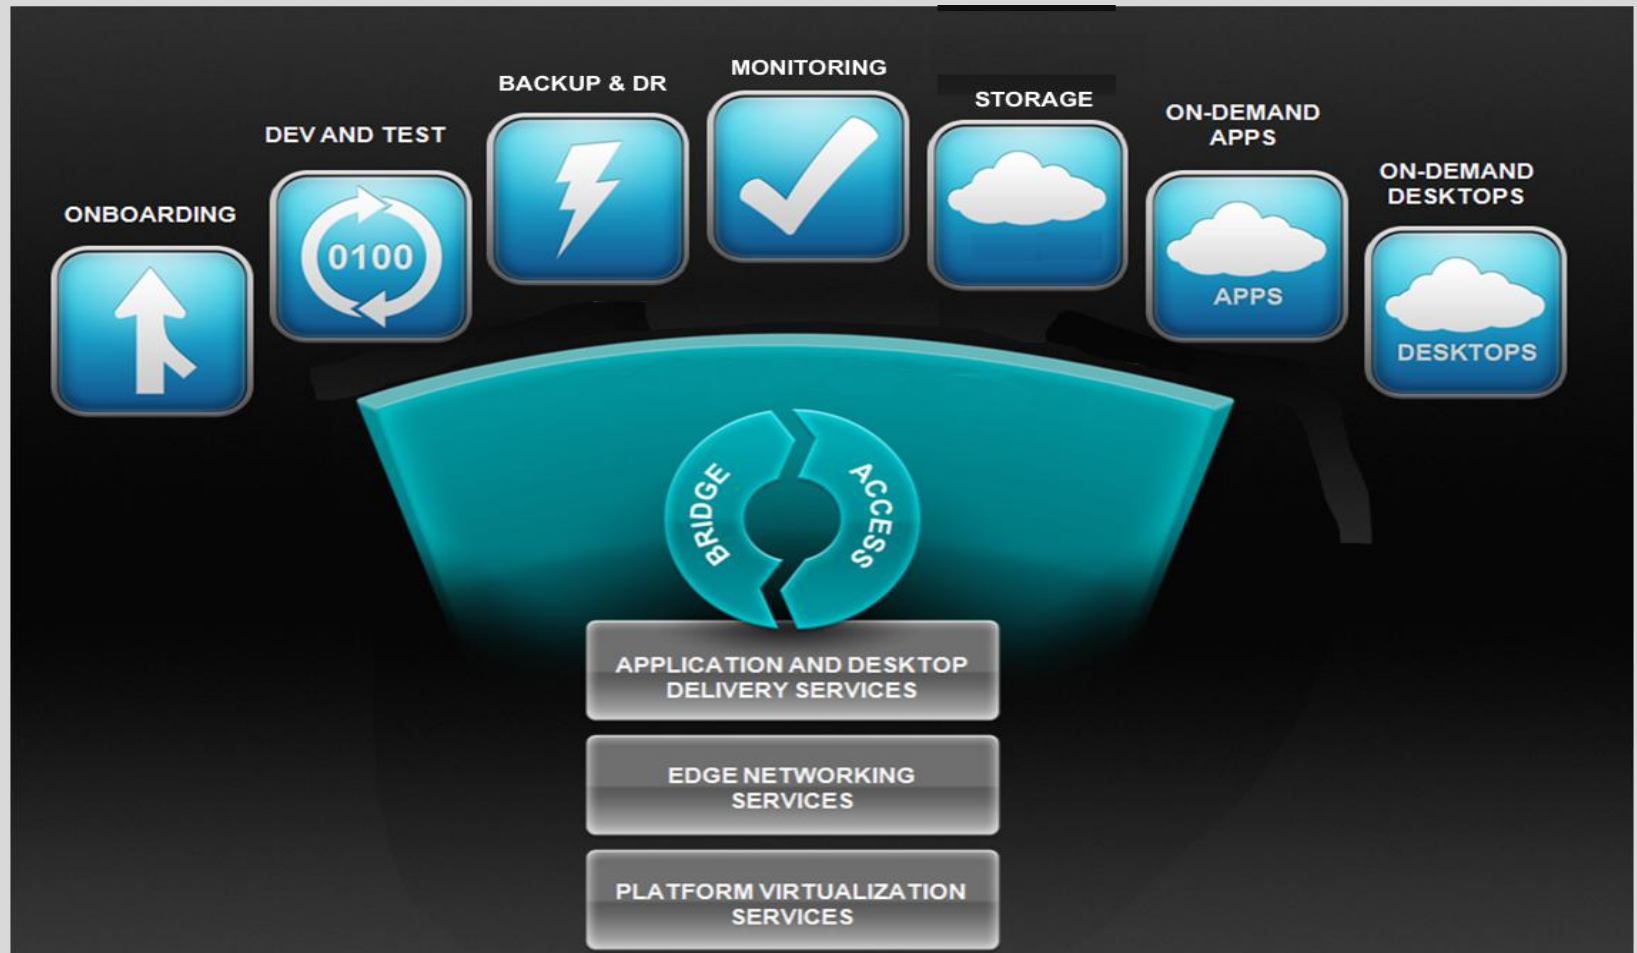 ONBOARDING
DEV AND TEST
0100
BACKUP & DR
MONITORING
STORAGE
ON-DEMAND
APPS
APPS
ON-DEMAND
DESKTOPS
DESKTOPS
BRIDGE
ACCESS
APPLICATION AND DESKTOP
DELIVERY SERVICES
EDGE NETWORKING
SERVICES
PLATFORM VIRTUALIZATION
SERVICES